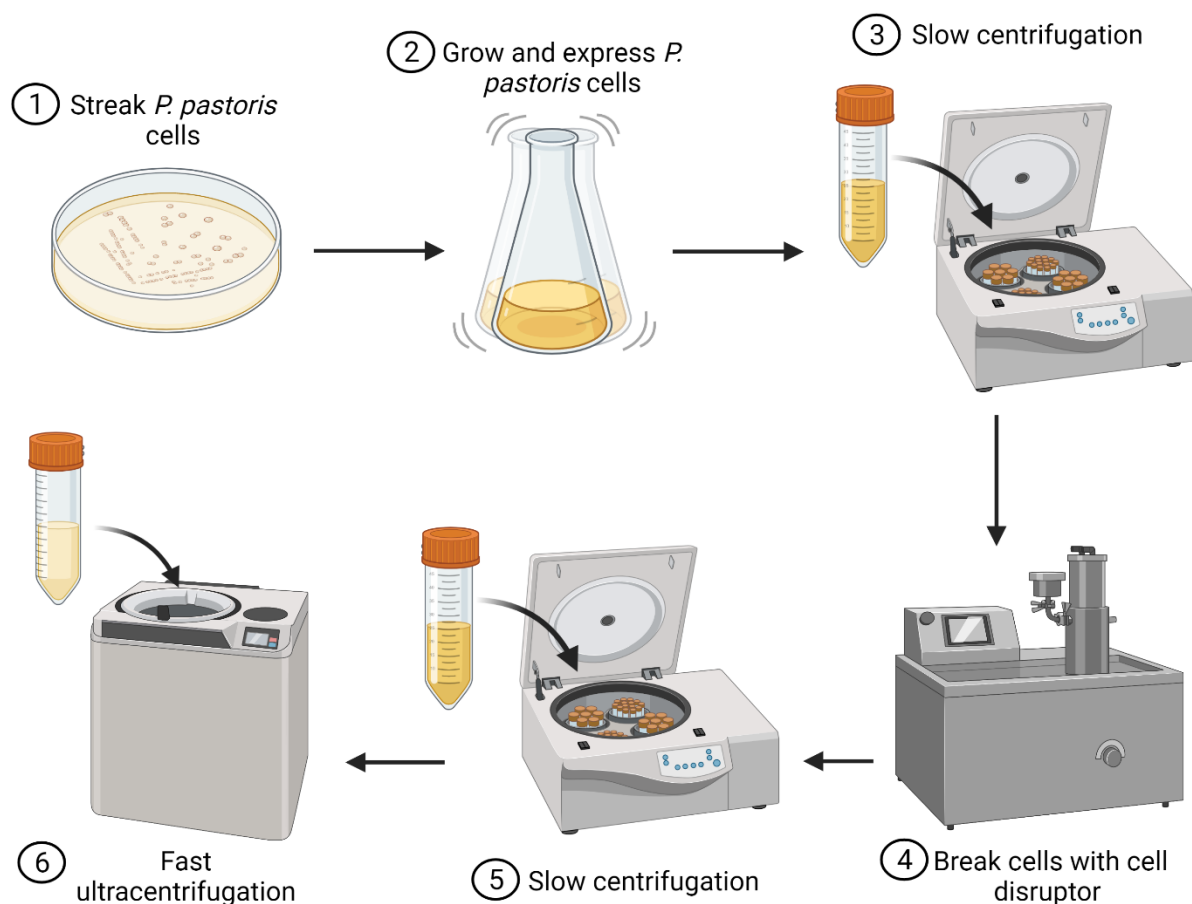 1 Streak P. pastoris
cells
2 Grow and express P.
pastoris cells
3 Slow centrifugation
4 Break cells with cell
disruptor
5 Slow centrifugation
6 Fast
ultracentrifugation